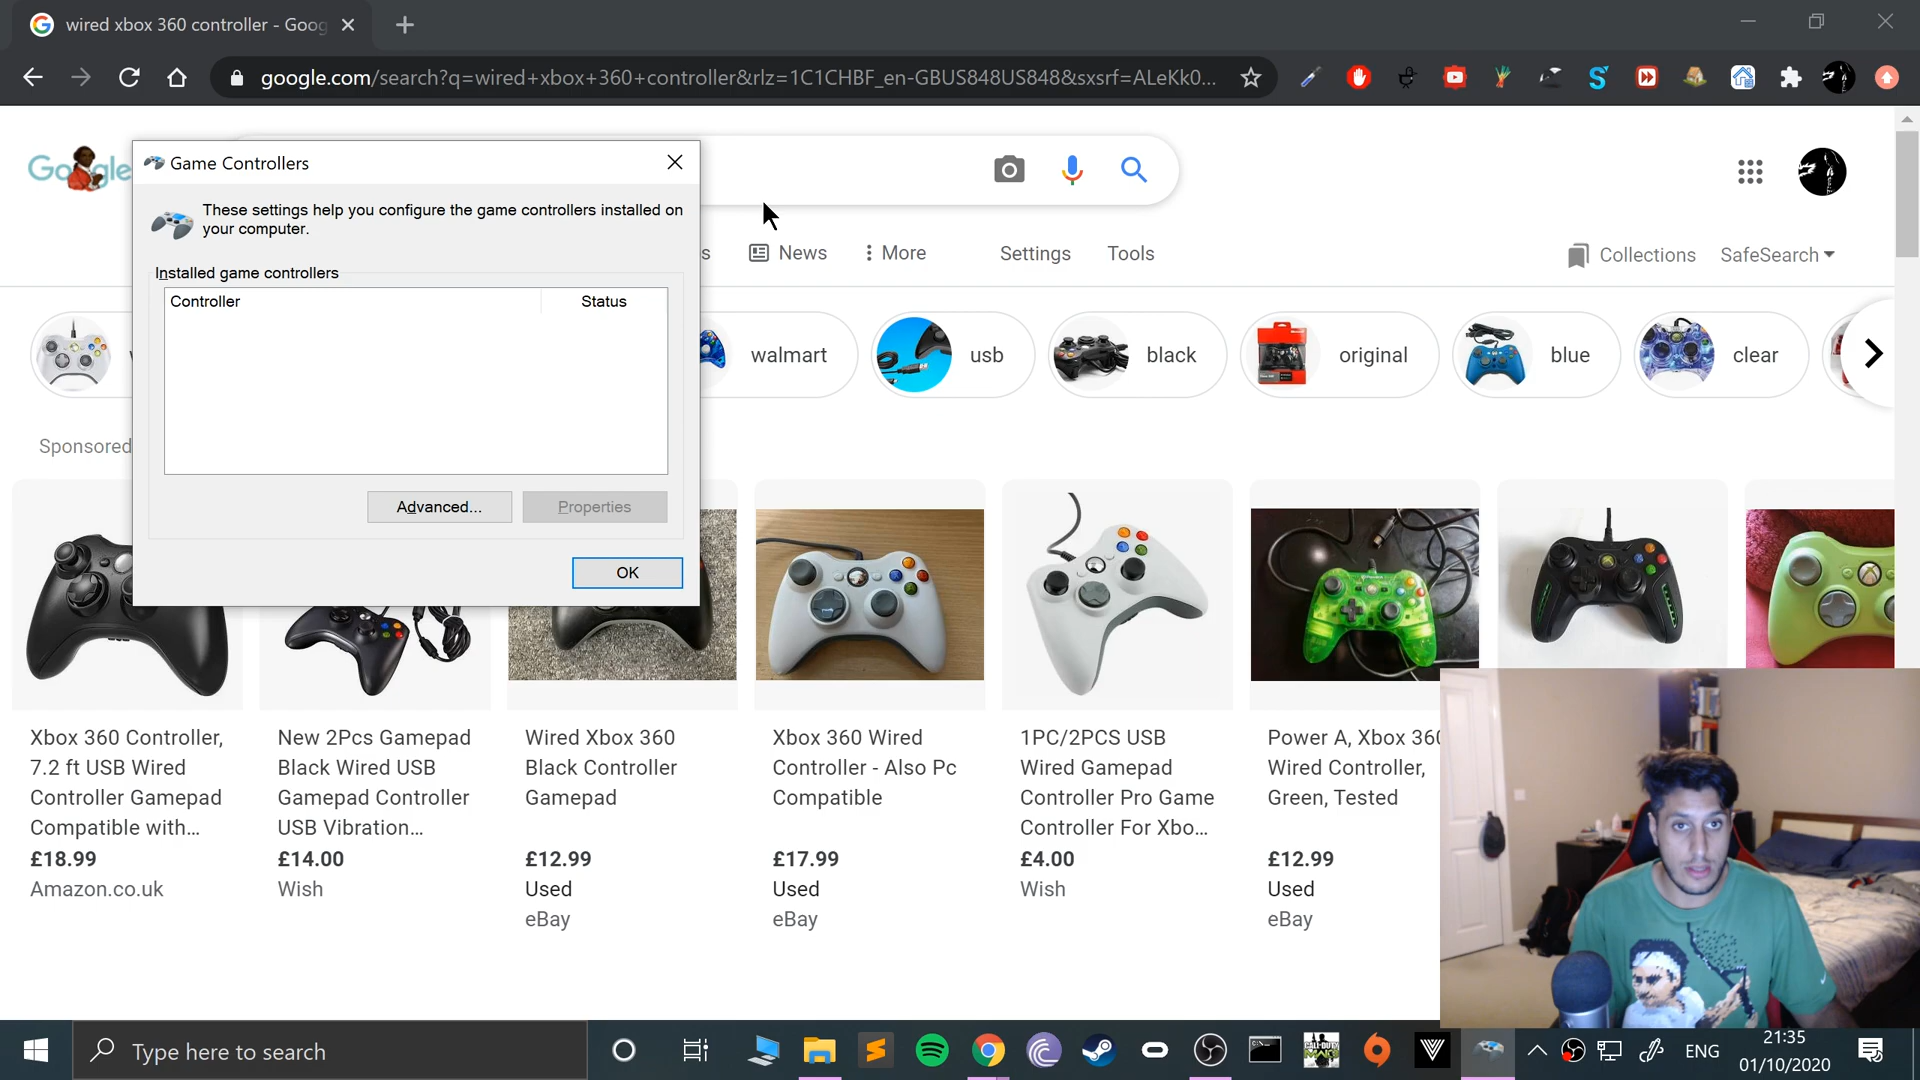 wired xbox 360 controller - Goog
google.com/search?q=wired+xbox+360+controller&rlz=1C1CHBF_en-GBUS848US848&sxsrf=ALeKk0...
Google
Game Controllers
These settings help you configure the game controllers installed on
your computer.
Installed game controllers
Controller Status
Advanced... Properties
OK
s News More Settings Tools Collections SafeSearch
walmart usb black original blue clear
Sponsored
Xbox 360 Controller,
7.2 ft USB Wired
Controller Gamepad
Compatible with...
£18.99
Amazon.co.uk
New 2Pcs Gamepad
Black Wired USB
Gamepad Controller
USB Vibration...
£14.00
Wish
Wired Xbox 360
Black Controller
Gamepad
£12.99
Used
eBay
Xbox 360 Wired
Controller - Also Pc
Compatible
£17.99
Used
eBay
1PC/2PCS USB
Wired Gamepad
Controller Pro Game
Controller For Xbo...
£4.00
Wish
Power A, Xbox 360
Wired Controller,
Green, Tested
£12.99
Used
eBay
Type here to search
ENG
21:35
01/10/2020